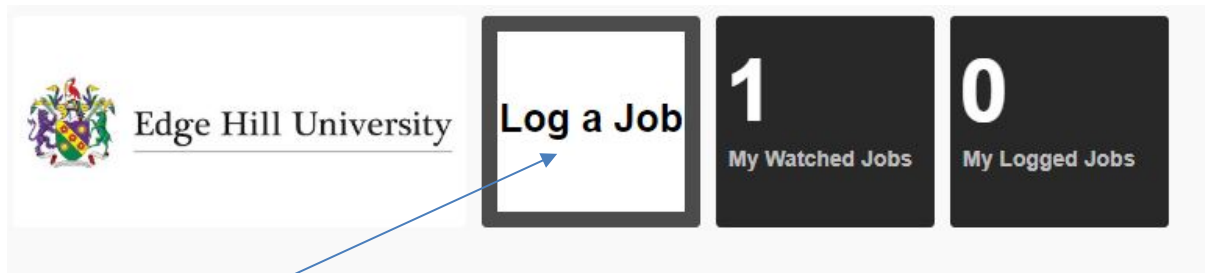 Edge Hill University
Log a Job
1
My Watched Jobs
0
My Logged Jobs